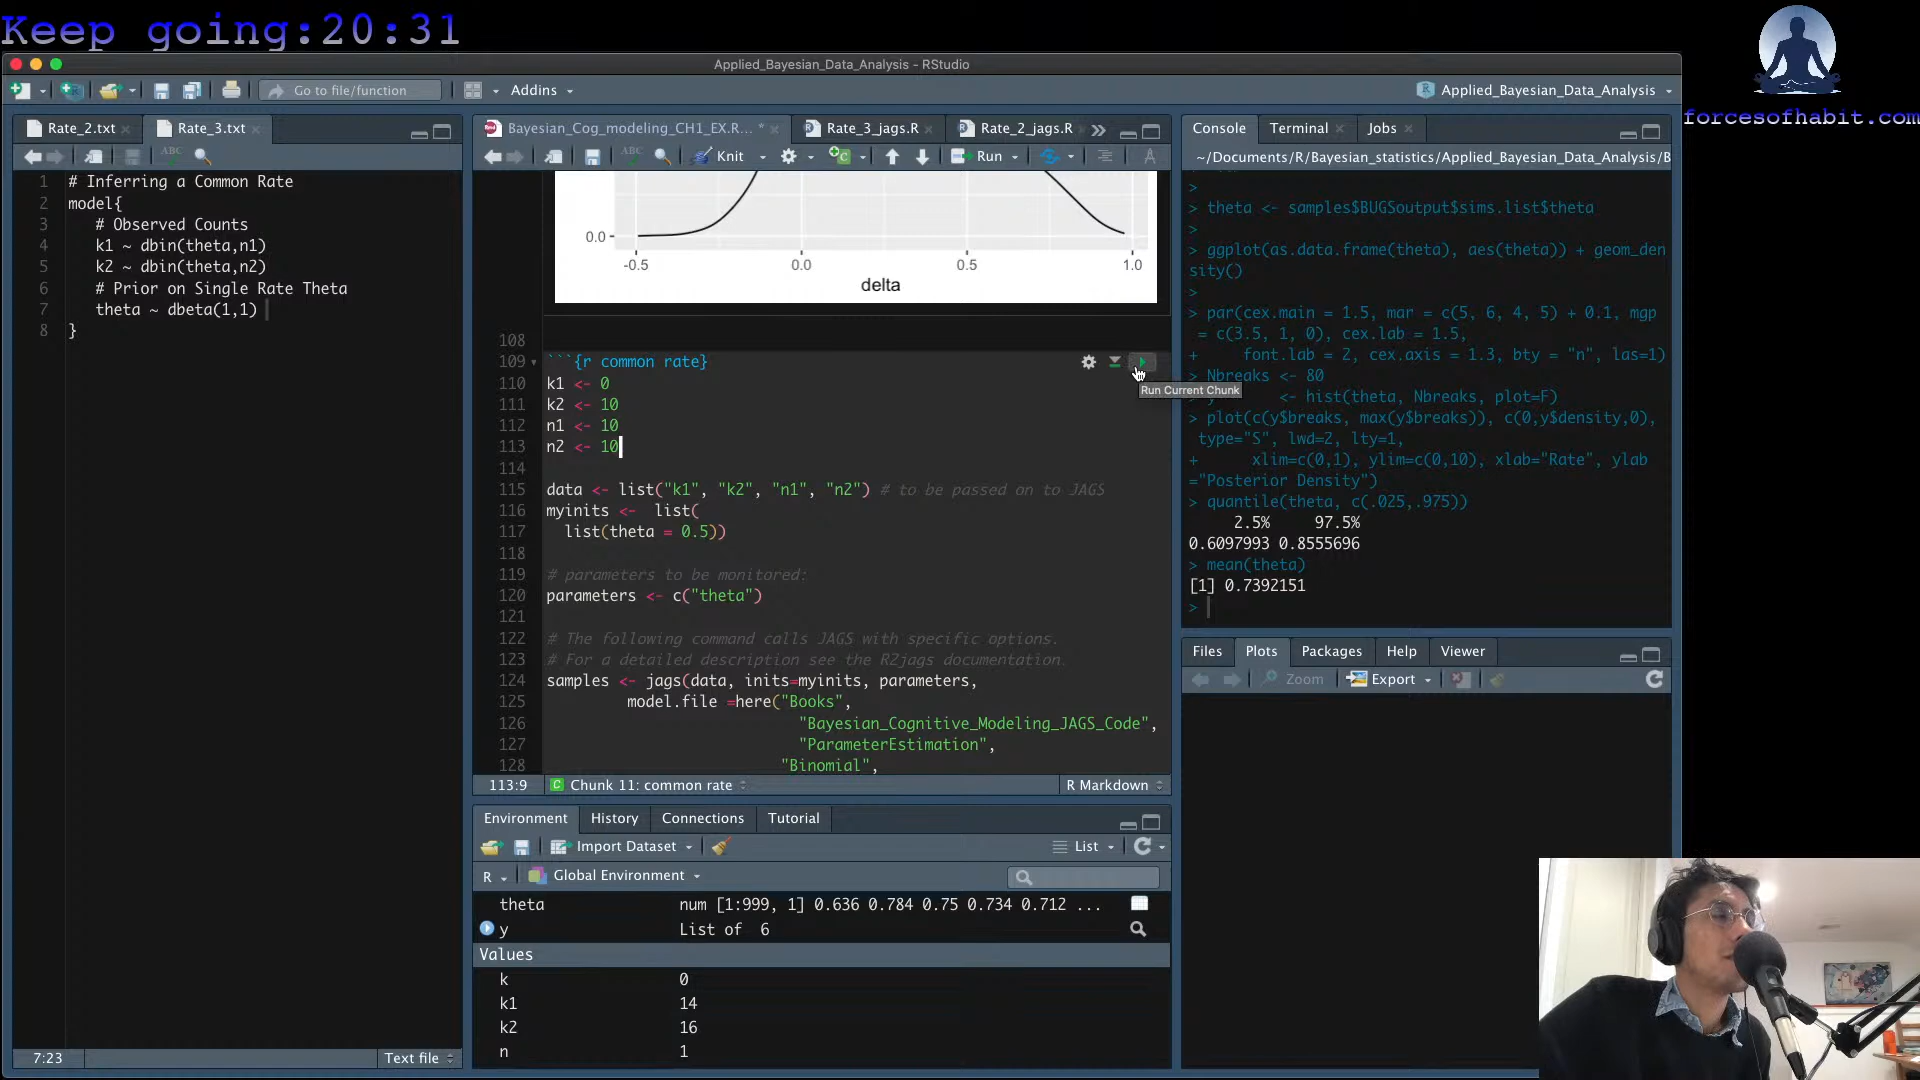 Keep going:20:31
forcesofhabit.com
Applied_Bayesian_Data_Analysis - RStudio
Go to file/function
Addins
Applied_Bayesian_Data_Analysis
Rate_2.txt
Rate_3.txt
1 # Inferring a Common Rate
2 model{
3 # Observed Counts
4 k1 ~ dbin(theta,n1)
5 k2 ~ dbin(theta,n2)
6 # Prior on Single Rate Theta
7 theta ~ dbeta(1,1)
8 }
7:23
Text file
Bayesian_Cog_modeling_CH1_EX.R... *
Rate_3_jags.R
Rate_2_jags.R
ABC
Knit
Run
0.0
-0.5 0.0 0.5 1.0
delta
108
109 ```{r common rate}
110 k1 <- 0
111 k2 <- 10
112 n1 <- 10
113 n2 <- 10
114
115 data <- list("k1", "k2", "n1", "n2") # to be passed on to JAGS
116 myinits <- list(
117 list(theta = 0.5))
118
119 # parameters to be monitored:
120 parameters <- c("theta")
121
122 # The following command calls JAGS with specific options.
123 # For a detailed description see the R2jags documentation.
124 samples <- jags(data, inits=myinits, parameters,
125 model.file =here("Books",
126 "Bayesian_Cognitive_Modeling_JAGS_Code",
127 "ParameterEstimation",
128 "Binomial",
Run Current Chunk
113:9
Chunk 11: common rate
R Markdown
Environment
History
Connections
Tutorial
Import Dataset
List
R
Global Environment
theta num [1:999, 1] 0.636 0.784 0.75 0.734 0.712 ...
y List of 6
Values
k 0
k1 14
k2 16
n 1
Console
Terminal
Jobs
~/Documents/R/Bayesian_statistics/Applied_Bayesian_Data_Analysis/B
>
> theta <- samples$BUGSoutput$sims.list$theta
>
> ggplot(as.data.frame(theta), aes(theta)) + geom_den
sity()
>
> par(cex.main = 1.5, mar = c(5, 6, 4, 5) + 0.1, mgp
= c(3.5, 1, 0), cex.lab = 1.5,
+ font.lab = 2, cex.axis = 1.3, bty = "n", las=1)
> Nbreaks <- 80
<- hist(theta, Nbreaks, plot=F)
> plot(c(y$breaks, max(y$breaks)), c(0,y$density,0),
type="S", lwd=2, lty=1,
+ xlim=c(0,1), ylim=c(0,10), xlab="Rate", ylab
="Posterior Density")
> quantile(theta, c(.025,.975))
2.5% 97.5%
0.6097993 0.8555696
> mean(theta)
[1] 0.7392151
>
Files
Plots
Packages
Help
Viewer
Zoom
Export